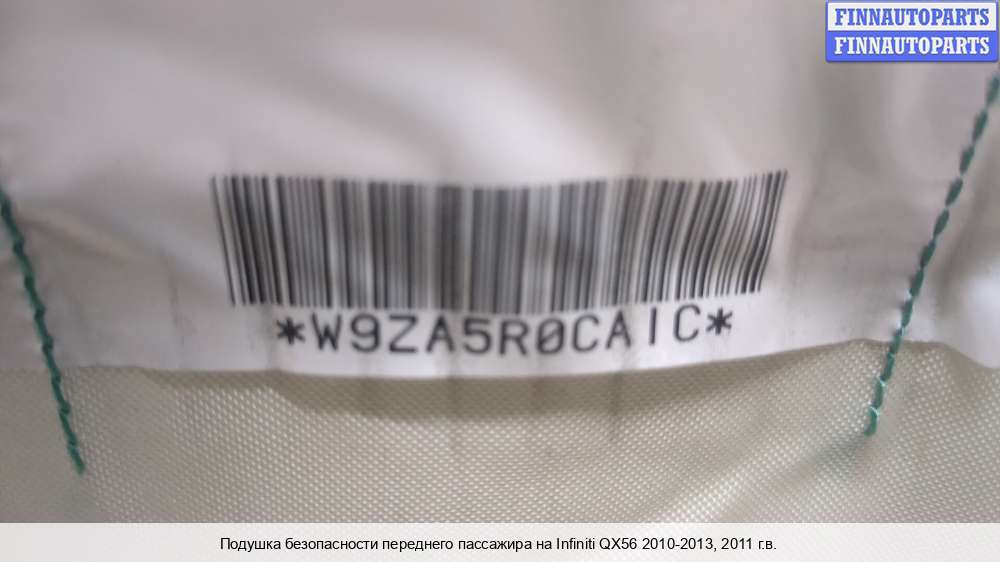 FINNAUTOPARTS
FINNAUTOPARTS
*W9ZA5R0CAIC*
Подушка безопасности переднего пассажира на Infiniti QX56 2010-2013, 2011 г.в.